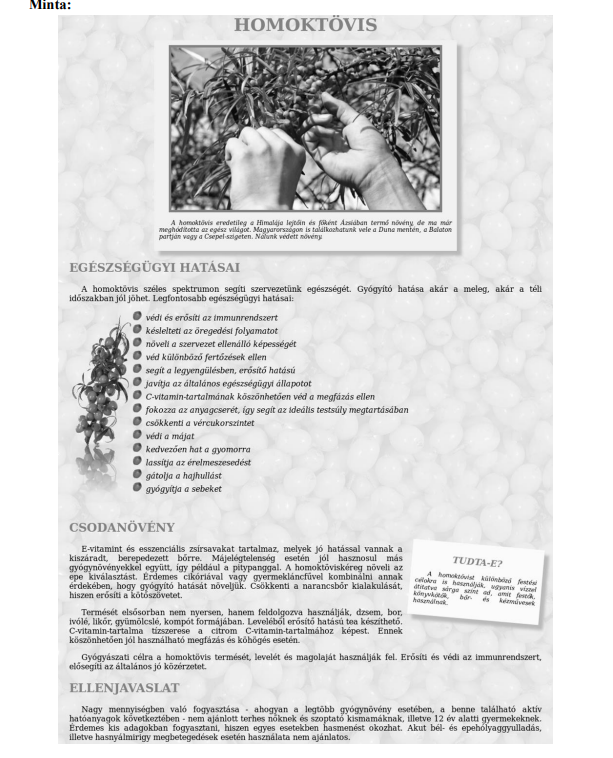 Minta:
HOMOKTÖVIS
A homoktövis eredetileg a Himalája lejtőin és főként Ázsiában termő növény, de ma már
meghódította az egész világot. Magyarországon is találkozhatunk vele a Duna mentén, a Balaton
partján vagy a Csepel-szigeten. Nálunk védett növény.
EGÉSZSÉGÜGYI HATÁSAI
A homoktövis széles spektrumon segíti szervezetünk egészségét. Gyógyító hatása akár a meleg, akár a téli
időszakban jól jöhet. Legfontosabb egészségügyi hatásai:
védi és erősíti az immunrendszert
késlelteti az öregedési folyamatot
növeli a szervezet ellenálló képességét
véd különböző fertőzések ellen
segít a legyengülésben, erősítő hatású
javítja az általános egészségügyi állapotot
C-vitamin-tartalmának köszönhetően véd a megfázás ellen
fokozza az anyagcserét, így segít az ideális testsúly megtartásában
csökkenti a vércukorszintet
védi a májat
kedvezően hat a gyomorra
lassítja az érelmeszesedést
gátolja a hajhullást
gyógyítja a sebeket
CSODANÖVÉNY
E-vitamint és esszenciális zsírsavakat tartalmaz, melyek jó hatással vannak a
kiszáradt, berepedezett bőrre. Májelégtelenség esetén jól hasznosul más
gyógynövényekkel együtt, így például a pitypanggal. A homoktöviskéreg növeli az
epe kiválasztást. Érdemes cikóriával vagy gyermekláncfűvel kombinálni annak
érdekében, hogy gyógyító hatását növeljük. Csökkenti a narancsbőr kialakulását,
hiszen erősíti a kötőszövetet.
Termését elsősorban nem nyersen, hanem feldolgozva használják, dzsem, bor,
ivólé, likőr, gyümölcslé, kompót formájában. Leveléből erősítő hatású tea készíthető.
C-vitamin-tartalma tízszerese a citrom C-vitamin-tartalmához képest. Ennek
köszönhetően jól használható megfázás és köhögés esetén.
TUDTA-E?
A homoktövist különböző festési
célokra is használják, ugyanis vízzel
átitatva sárga színt ad, amit festők,
könyvkötők, bőr- és kézművesek
használnak.
Gyógyászati célra a homoktövis termését, levelét és magolaját használják fel. Erősíti és védi az immunrendszert,
elősegíti az általános jó közérzetet.
ELLENJAVASLAT
Nagy mennyiségben való fogyasztása - ahogyan a legtöbb gyógynövény esetében, a benne található aktív
hatóanyagok következtében - nem ajánlott terhes nőknek és szoptató kismamáknak, illetve 12 év alatti gyermekeknek.
Érdemes kis adagokban fogyasztani, hiszen egyes esetekben hasmenést okozhat. Akut bél- és epehólyaggyulladás,
illetve hasnyálmirigy megbetegedések esetén használata nem ajánlatos.